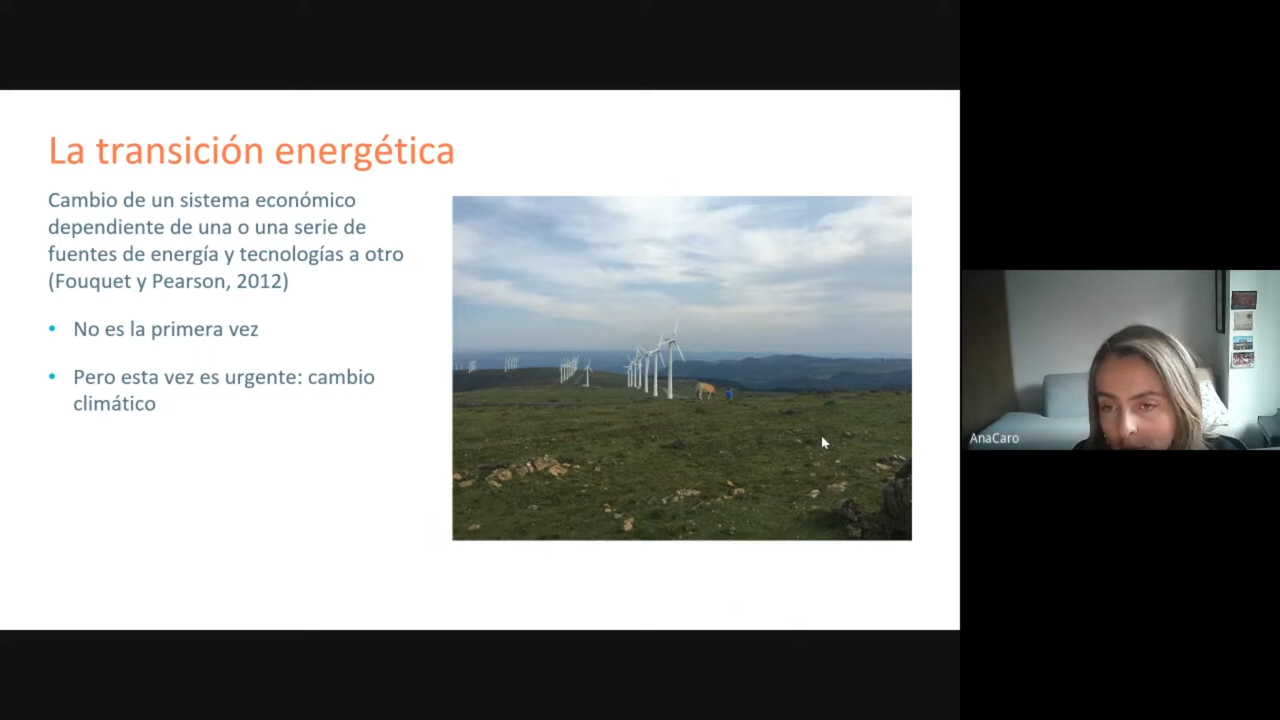 La transición energética
Cambio de un sistema económico
dependiente de una o una serie de
fuentes de energía y tecnologías a otro
(Fouquet y Pearson, 2012)
• No es la primera vez
• Pero esta vez es urgente: cambio
climático
AnaCaro